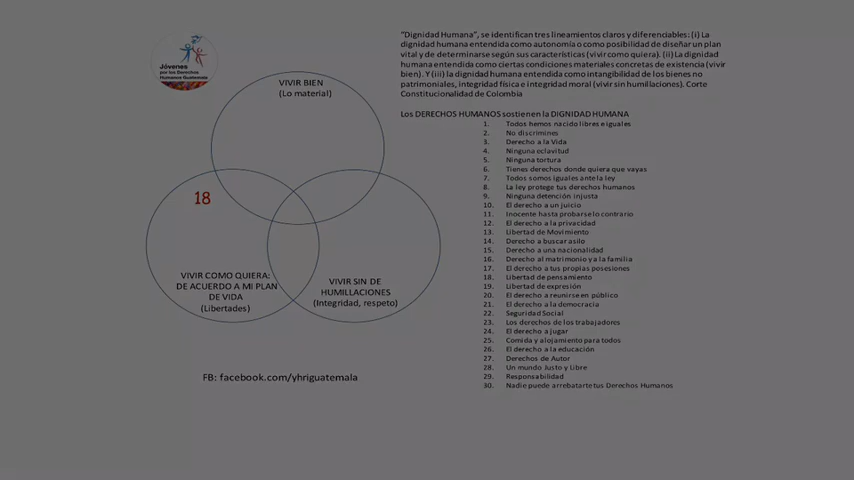 Jóvenes
por los Derechos
Humanos Guatemala
VIVIR BIEN
(Lo material)
18
VIVIR COMO QUIERA:
DE ACUERDO A MI PLAN
DE VIDA
(Libertades)
VIVIR SIN DE
HUMILLACIONES
(Integridad, respeto)
FB: facebook.com/yhriguatemala
"Dignidad Humana", se identifican tres lineamientos claros y diferenciables: (i) La
dignidad humana entendida como autonomía o como posibilidad de diseñar un plan
vital y de determinarse según sus características (vivir como quiera). (ii) La dignidad
humana entendida como ciertas condiciones materiales concretas de existencia (vivir
bien). Y (iii) la dignidad humana entendida como intangibilidad de los bienes no
patrimoniales, integridad física e integridad moral (vivir sin humillaciones). Corte
Constitucionalidad de Colombia
Los DERECHOS HUMANOS sostienen la DIGNIDAD HUMANA
1. Todos hemos nacido libres e iguales
2. No discrimines
3. Derecho a la Vida
4. Ninguna eclavitud
5. Ninguna tortura
6. Tienes derechos donde quiera que vayas
7. Todos somos iguales ante la ley
8. La ley protege tus derechos humanos
9. Ninguna detención injusta
10. El derecho a un juicio
11. Inocente hasta probarse lo contrario
12. El derecho a la privacidad
13. Libertad de Movimiento
14. Derecho a buscar asilo
15. Derecho a una nacionalidad
16. Derecho al matrimonio y a la familia
17. El derecho a tus propias posesiones
18. Libertad de pensamiento
19. Libertad de expresión
20. El derecho a reunirse en público
21. El derecho a la democracia
22. Seguridad Social
23. Los derechos de los trabajadores
24. El derecho a jugar
25. Comida y alojamiento para todos
26. El derecho a la educación
27. Derechos de Autor
28. Un mundo Justo y Libre
29. Responsabilidad
30. Nadie puede arrebatarte tus Derechos Humanos